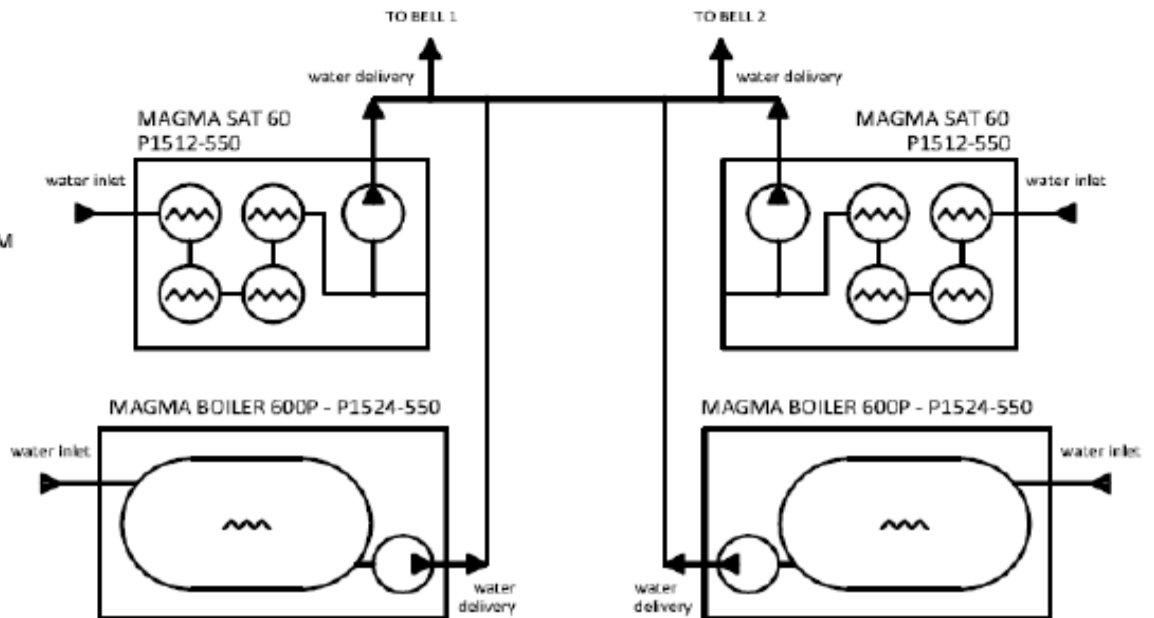 TO BELL 1
TO BELL 2
water delivery
water delivery
MAGMA SAT 60
P1512-550
MAGMA SAT 60
P1512-550
water inlet
water inlet
M
MAGMA BOILER 600P - P1524-550
MAGMA BOILER 600P - P1524-550
water inlet
water inlet
water
delivery
water
delivery